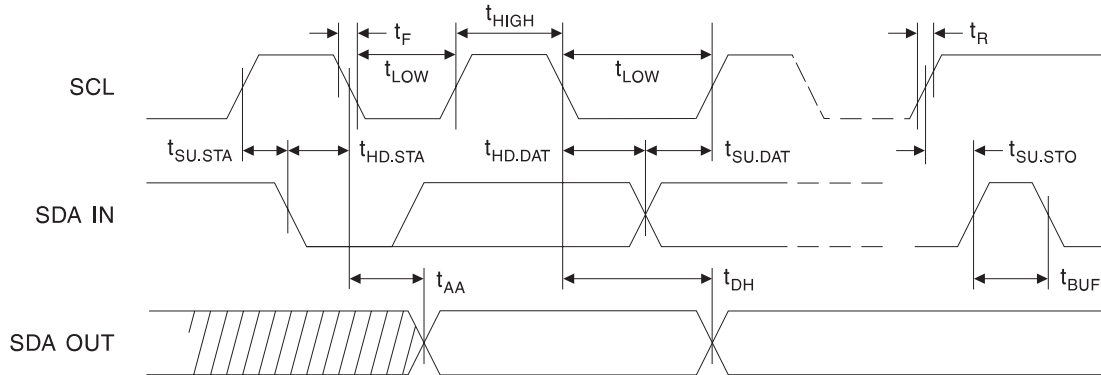 tHIGH
tF
tR
tLOW
tLOW
SCL
tSU.STA
tHD.STA
tHD.DAT
tSU.DAT
tSU.STO
SDA IN
tAA
tDH
tBUF
SDA OUT